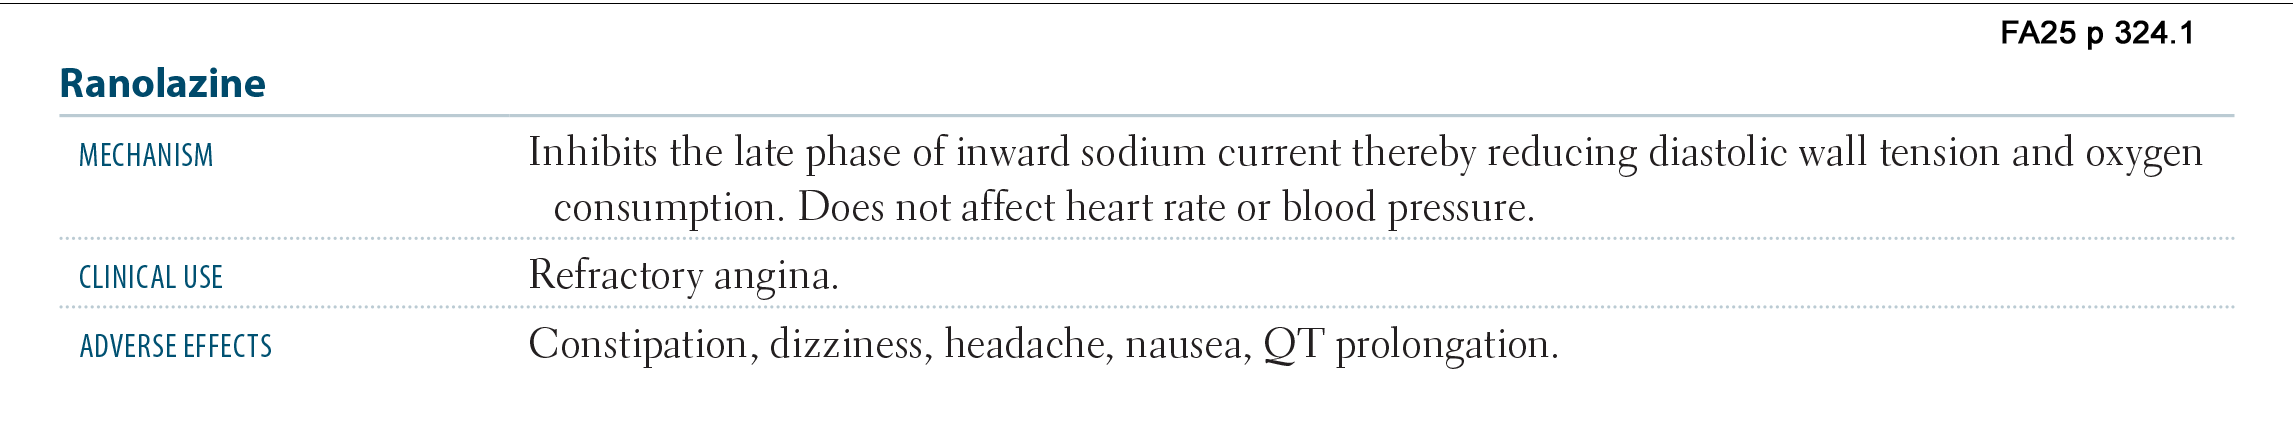 FA25 p 324.1
Ranolazine
MECHANISM
Inhibits the late phase of inward sodium current thereby reducing diastolic wall tension and oxygen
consumption. Does not affect heart rate or blood pressure.
CLINICAL USE
Refractory angina.
ADVERSE EFFECTS
Constipation, dizziness, headache, nausea, QT prolongation.